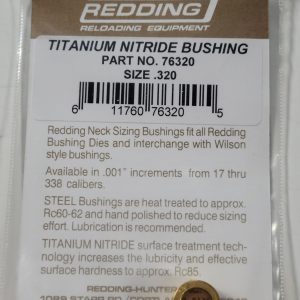 REDDING
RELOADING EQUIPMENT
TITANIUM NITRIDE BUSHING
PART NO. 76320
SIZE .320
6 11760 76320 5
Redding Neck Sizing Bushings fit all Redding
Bushing Dies and interchange with Wilson
style bushings.
Available in .001" increments from 17 thru
338 calibers.
STEEL Bushings are heat treated to approx.
Rc60-62 and hand polished to reduce sizing
effort. Lubrication is recommended.
TITANIUM NITRIDE surface treatment tech-
nology increases the lubricity and effective
surface hardness to approx. Rc85.
REDDING-HUNTER